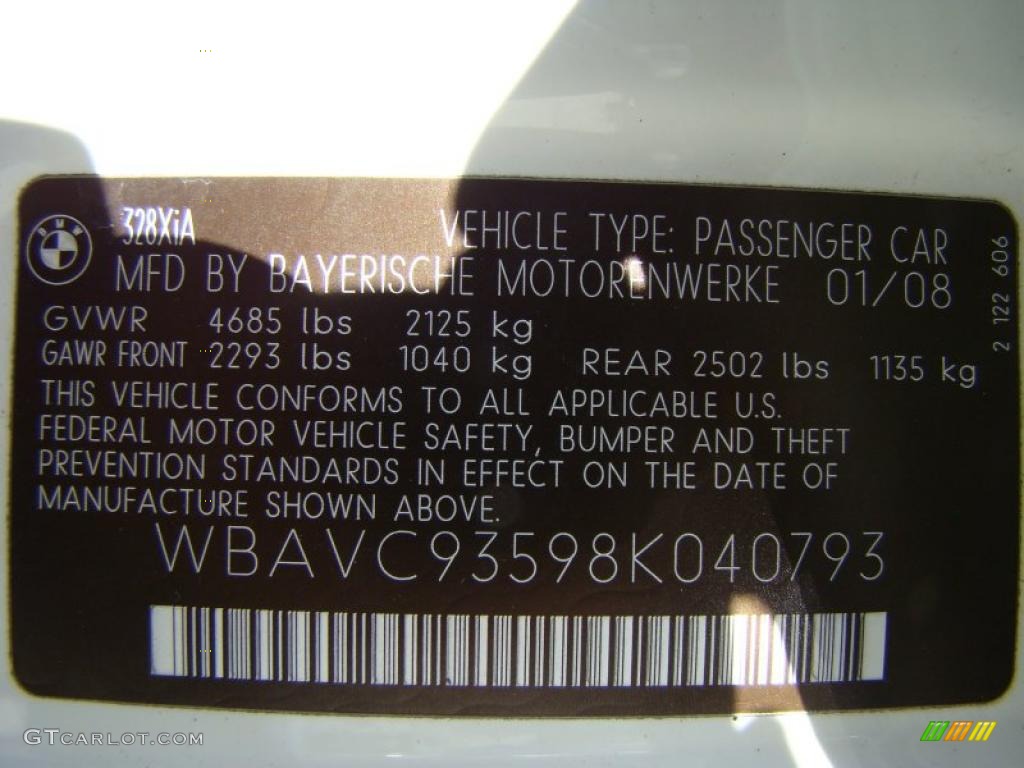 BMW 328XiA VEHICLE TYPE: PASSENGER CAR
MFD BY BAYERISCHE MOTORENWERKE 01/08
GVWR 4685 lbs 2125 kg
GAWR FRONT 2293 lbs 1040 kg REAR 2502 lbs 1135 kg
THIS VEHICLE CONFORMS TO ALL APPLICABLE U.S.
FEDERAL MOTOR VEHICLE SAFETY, BUMPER AND THEFT
PREVENTION STANDARDS IN EFFECT ON THE DATE OF
MANUFACTURE SHOWN ABOVE.
WBAVC93598K040793
2 122 606
GTCARLOT.COM